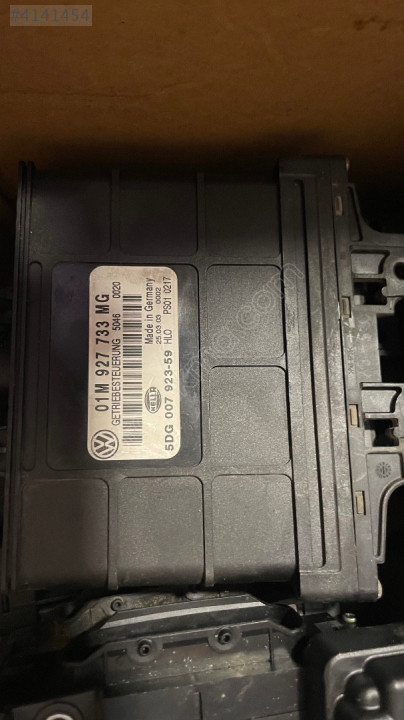 #4141454
01M 927 733 MG
GETRIEBESTEUERUNG 5046 0020
Made in Germany
25.03.03 0002
HLO PS01 0217
HELLA
5DG 007 923-59